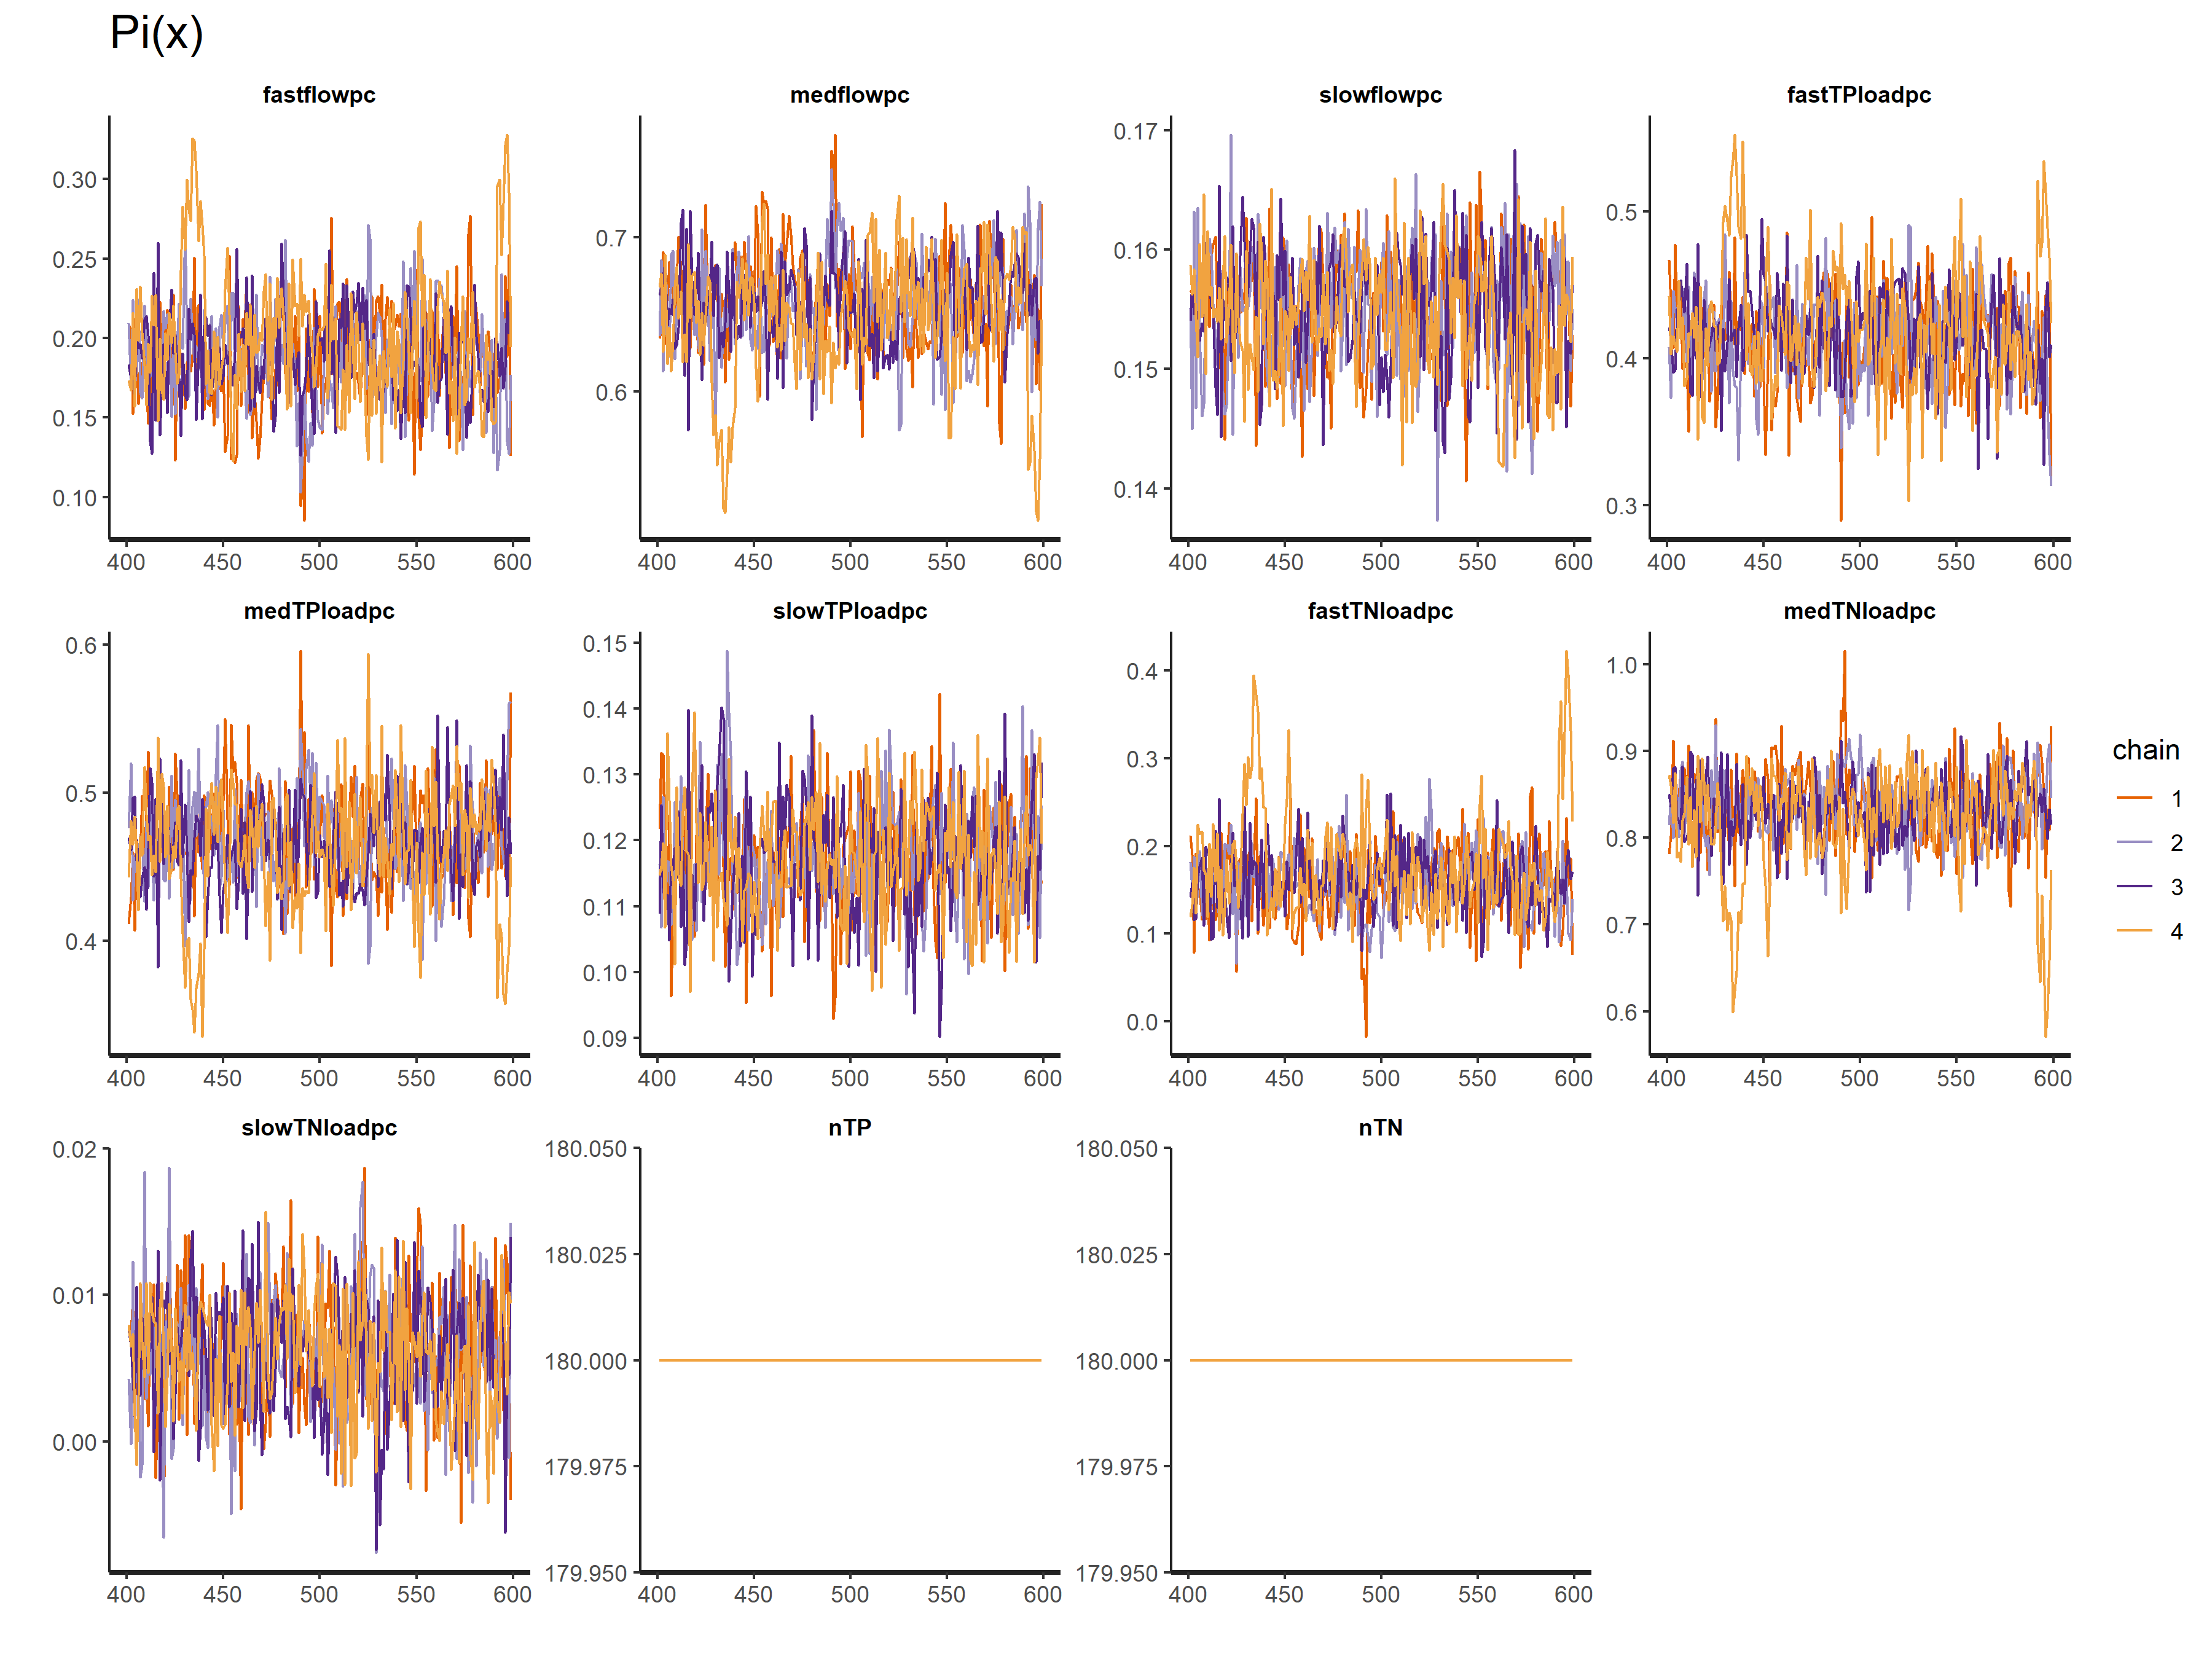 Pi(x)
fastflowpc medflowpc slowflowpc fastTPloadpc
0.30 0.25 0.20 0.15 0.10
0.7 0.6
0.17 0.16 0.15 0.14
0.5 0.4 0.3
400 450 500 550 600 400 450 500 550 600 400 450 500 550 600 400 450 500 550 600
medTPloadpc slowTPloadpc fastTNloadpc medTNloadpc
0.6 0.5 0.4
0.15 0.14 0.13 0.12 0.11 0.10 0.09
0.4 0.3 0.2 0.1 0.0
1.0 0.9 0.8 0.7 0.6
400 450 500 550 600 400 450 500 550 600 400 450 500 550 600 400 450 500 550 600
slowTNloadpc nTP nTN
0.02 0.01 0.00
180.050 180.025 180.000 179.975 179.950
180.050 180.025 180.000 179.975 179.950
400 450 500 550 600 400 450 500 550 600 400 450 500 550 600
chain
1
2
3
4